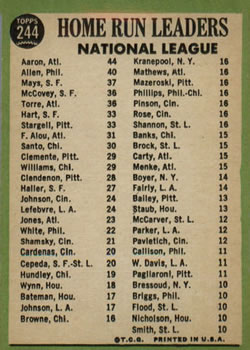 TOPPS
244
HOME RUN LEADERS
NATIONAL LEAGUE
Aaron, Atl. 44
Allen, Phil. 40
Mays, S. F. 37
McCovey, S. F. 36
Torre, Atl. 36
Hart, S. F. 33
Stargell, Pitt. 33
F. Alou, Atl. 31
Santo, Chi. 30
Clemente, Pitt. 29
Williams, Chi. 29
Clendenon, Pitt. 28
Haller, S. F. 27
Johnson, Cin. 24
Lefebvre, L. A. 24
Jones, Atl. 23
White, Phil. 22
Shamsky, Cin. 21
Cardenas, Cin. 20
Cepeda, S. F.-St. L. 20
Hundley, Chi. 19
Wynn, Hou. 18
Bateman, Hou. 17
Johnson, L. A. 17
Browne, Chi. 16
Kranepool, N. Y. 16
Mathews, Atl. 16
Mazeroski, Pitt. 16
Phillips, Phil.-Chi. 16
Pinson, Cin. 16
Rose, Cin. 16
Shannon, St. L. 16
Banks, Chi. 15
Brock, St. L. 15
Carty, Atl. 15
Menke, Atl. 15
Boyer, N. Y. 14
Fairly, L. A. 14
Bailey, Pitt. 13
Staub, Hou. 13
McCarver, St. L. 12
Parker, L. A. 12
Pavletich, Cin. 12
Callison, Phil. 11
W. Davis, L. A. 11
Pagliaroni, Pitt. 11
Bressoud, N. Y. 10
Briggs, Phil. 10
Flood, St. L. 10
Nicholson, Hou. 10
Smith, St. L. 10
© T.C.G. PRINTED IN U.S.A.